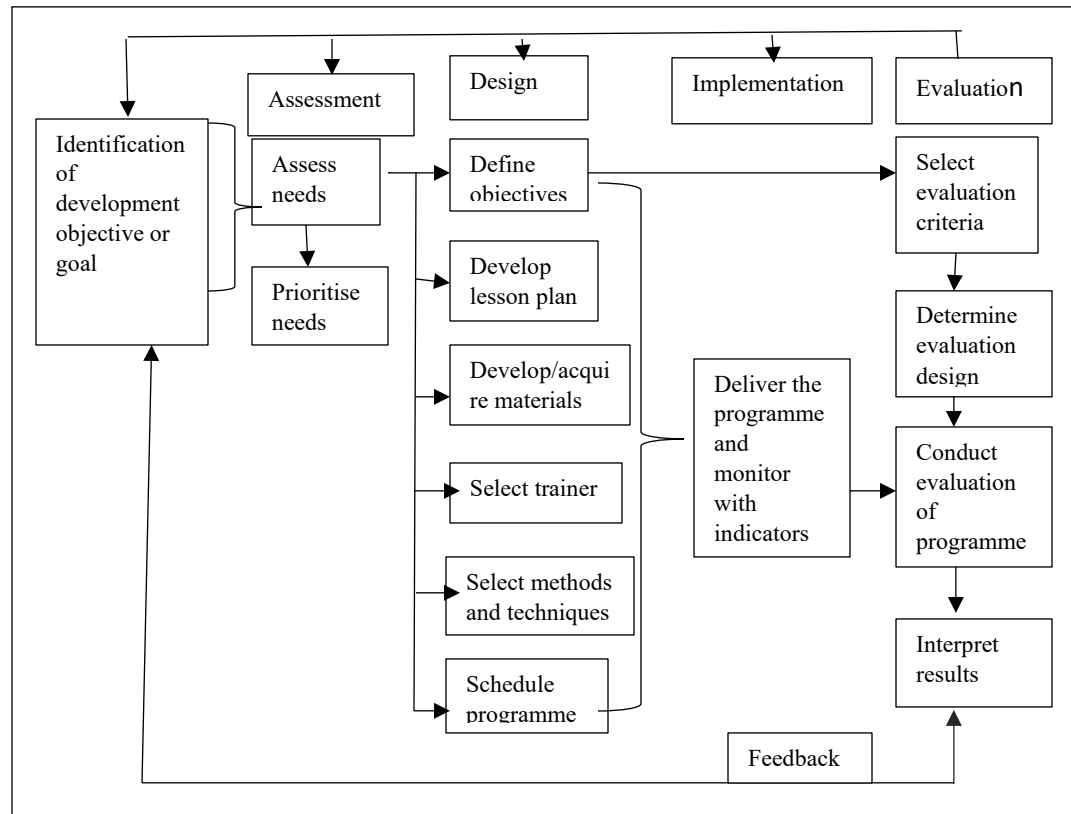 Assessment
Design
Implementation
Evaluation
Identification
of
development
objective or
goal
Assess
needs
Prioritise
needs
Define
objectives
Develop
lesson plan
Develop/acqui
re materials
Select trainer
Select methods
and techniques
Schedule
programme
Deliver the
programme
and
monitor
with
indicators
Select
evaluation
criteria
Determine
evaluation
design
Conduct
evaluation
of
programme
Interpret
results
Feedback